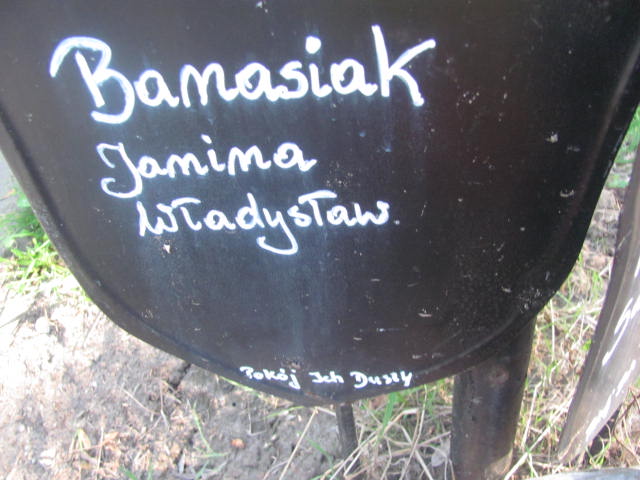 Banasiak
Janina
Władysław.
Pokój Ich Duszy